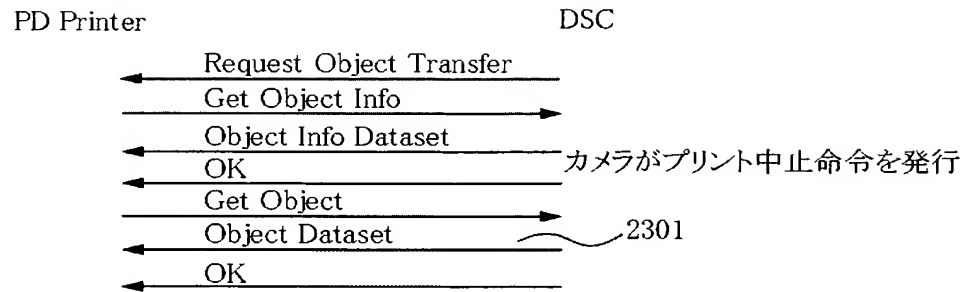 PD Printer
DSC
Request Object Transfer
Get Object Info
Object Info Dataset
カメラがプリント中止命令を発行
OK
Get Object
Object Dataset
2301
OK